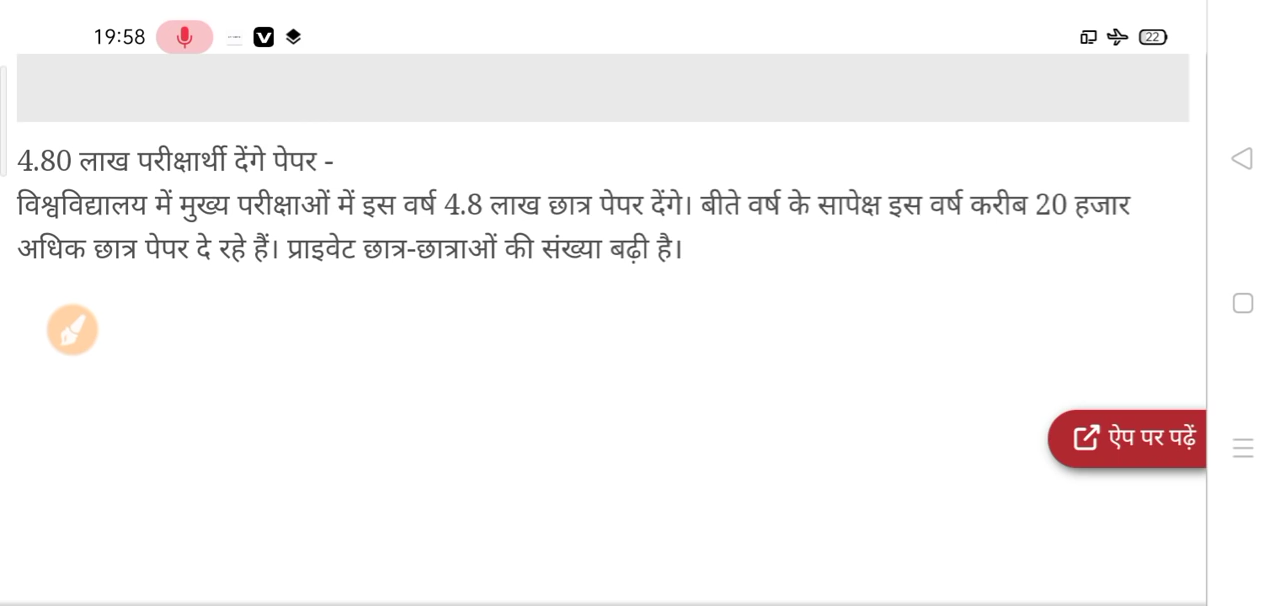 19:58
22
4.80 लाख परीक्षार्थी देंगे पेपर -
विश्वविद्यालय में मुख्य परीक्षाओं में इस वर्ष 4.8 लाख छात्र पेपर देंगे। बीते वर्ष के सापेक्ष इस वर्ष करीब 20 हजार
अधिक छात्र पेपर दे रहे हैं। प्राइवेट छात्र-छात्राओं की संख्या बढ़ी है।
ऐप पर पढ़ें